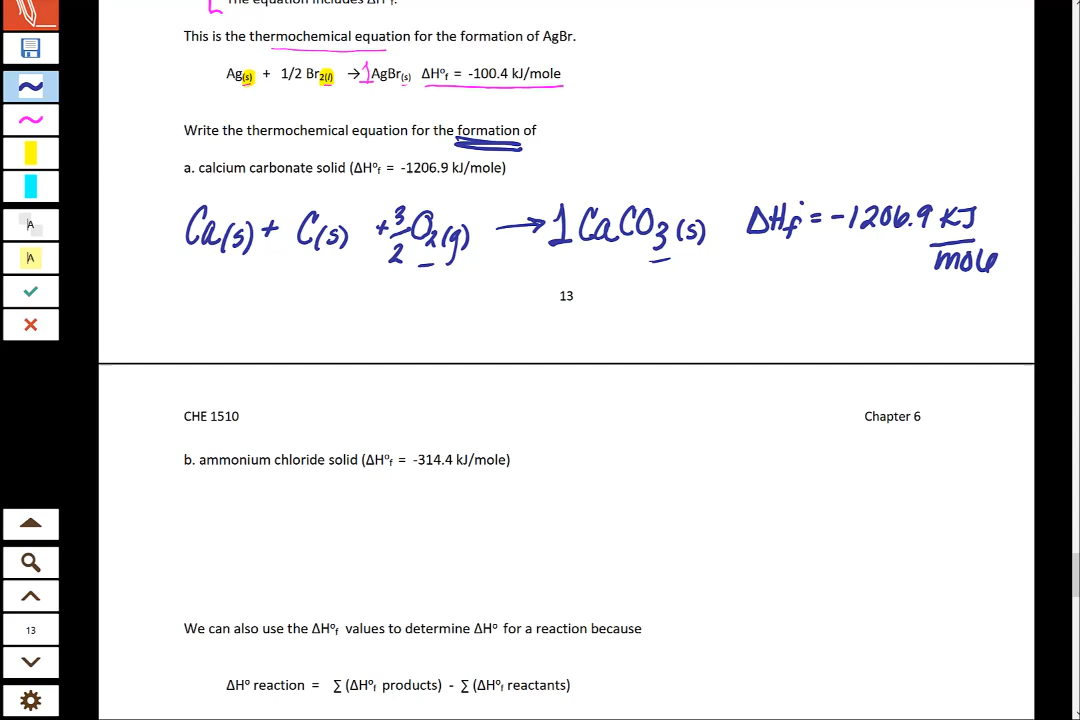 The equation includes ΔH°f.
This is the thermochemical equation for the formation of AgBr.
Ag(s) + 1/2 Br2(l) → 1 AgBr(s) ΔH°f = -100.4 kJ/mole
Write the thermochemical equation for the formation of
a. calcium carbonate solid (ΔH°f = -1206.9 kJ/mole)
Ca(s) + C(s) + 3/2 O2(g) → 1 CaCO3(s) ΔHf° = -1206.9 KJ/mole
13
CHE 1510 Chapter 6
b. ammonium chloride solid (ΔH°f = -314.4 kJ/mole)
We can also use the ΔH°f values to determine ΔH° for a reaction because
ΔH° reaction = ∑ (ΔH°f products) - ∑ (ΔH°f reactants)
A
A
13